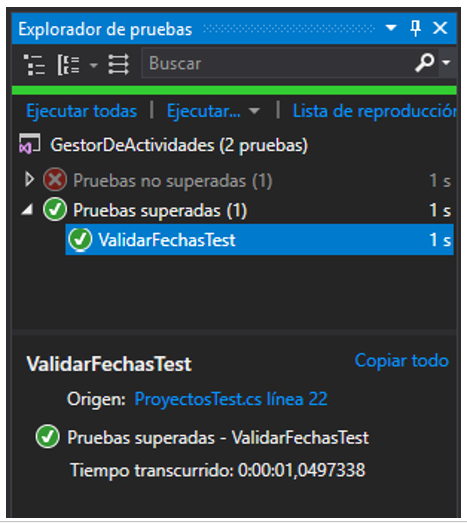 Explorador de pruebas
Buscar
Ejecutar todas | Ejecutar... | Lista de reproducción
GestorDeActividades (2 pruebas)
Pruebas no superadas (1) 1 s
Pruebas superadas (1) 1 s
ValidarFechasTest 1 s
ValidarFechasTest Copiar todo
Origen: ProyectosTest.cs línea 22
Pruebas superadas - ValidarFechasTest
Tiempo transcurrido: 0:00:01,0497338